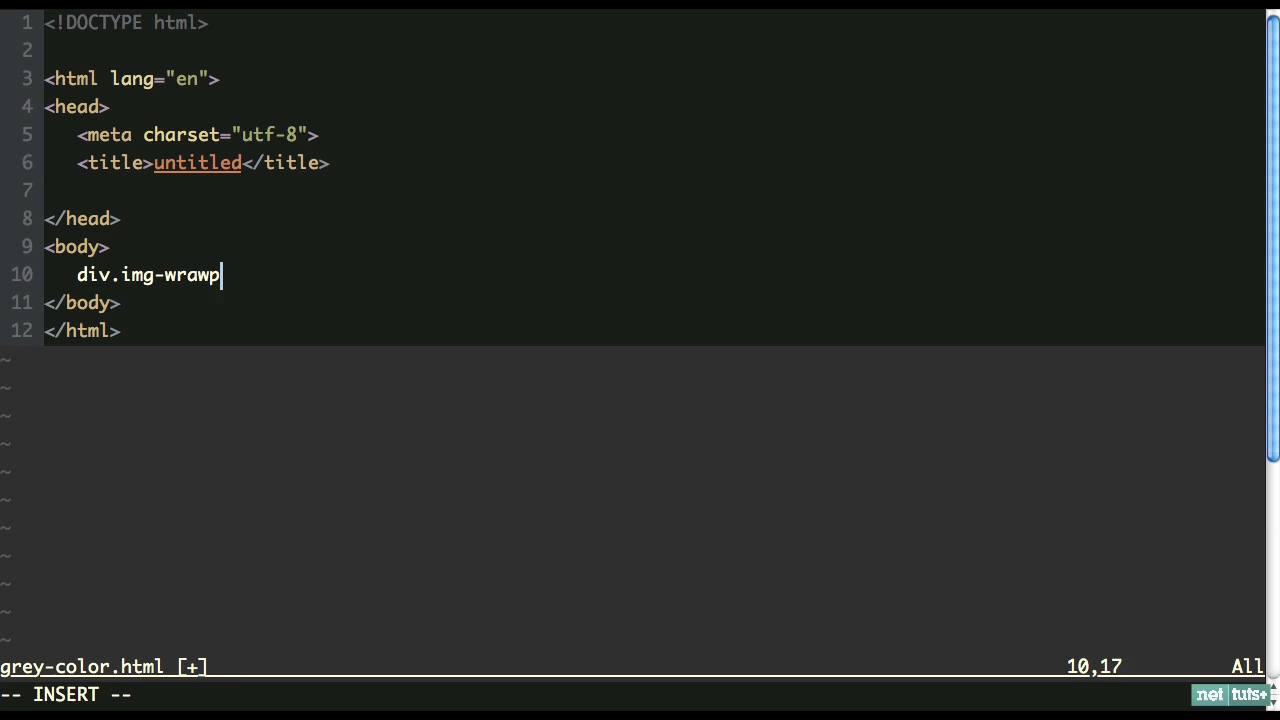 1 <!DOCTYPE html>
2
3 <html lang="en">
4 <head>
5 <meta charset="utf-8">
6 <title>untitled</title>
7
8 </head>
9 <body>
10 div.img-wrawp
11 </body>
12 </html>
~
~
~
~
~
~
~
~
~
~
~
grey-color.html [+] 10,17 All
-- INSERT --
net tuts+